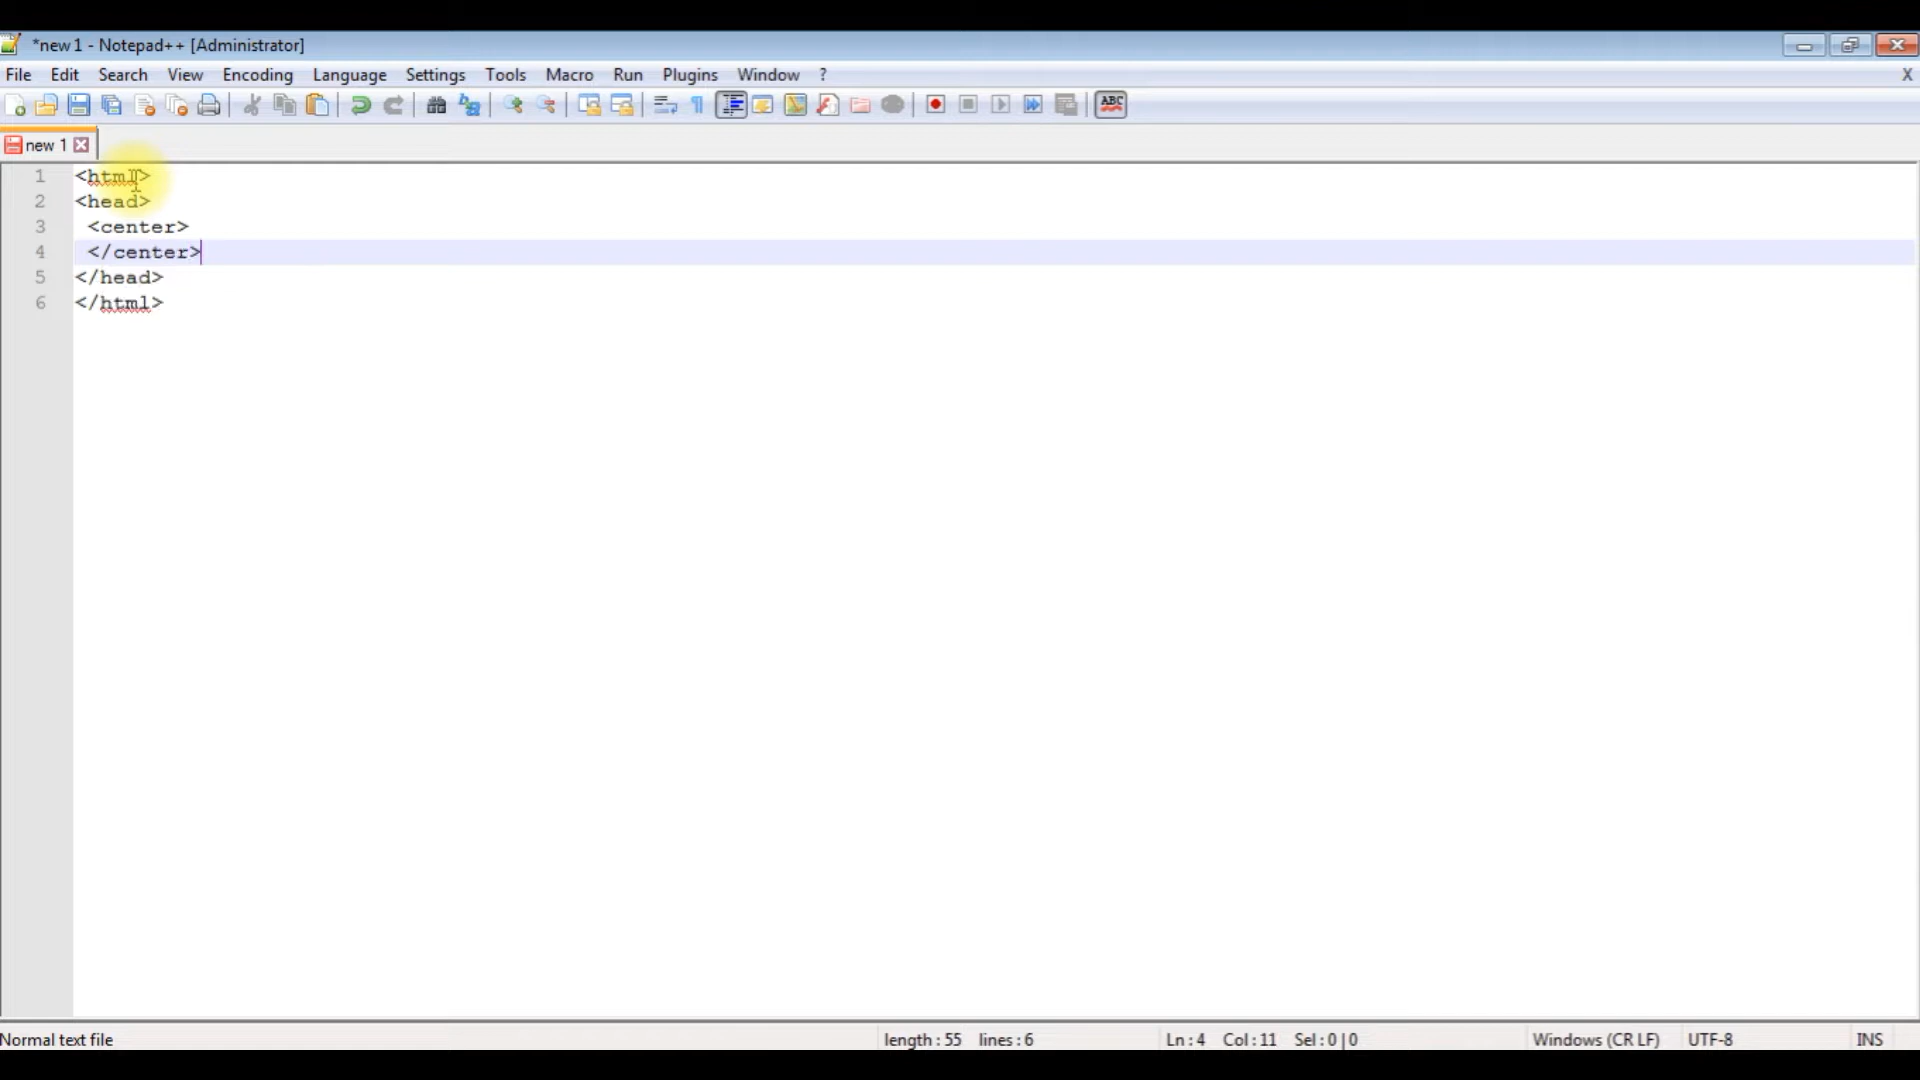 *new 1 - Notepad++ [Administrator]
File Edit Search View Encoding Language Settings Tools Macro Run Plugins Window ? X
ABC
new 1
1 <html>
2 <head>
3 <center>
4 </center>
5 </head>
6 </html>
Normal text file length : 55 lines : 6 Ln : 4 Col : 11 Sel : 0 | 0 Windows (CR LF) UTF-8 INS